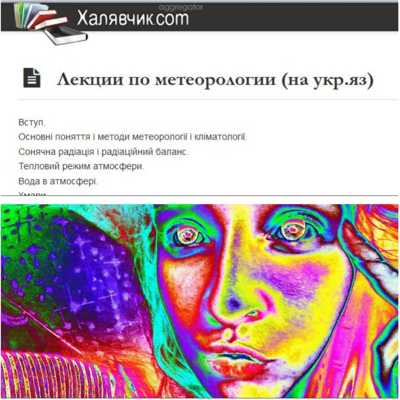 aggregator
Халявчик.com
Лекции по метеорологии (на укр.яз)
Вступ.
Основні поняття і методи метеорології і кліматології.
Сонячна радіація і радіаційний баланс.
Тепловий режим атмосфери.
Вода в атмосфері.